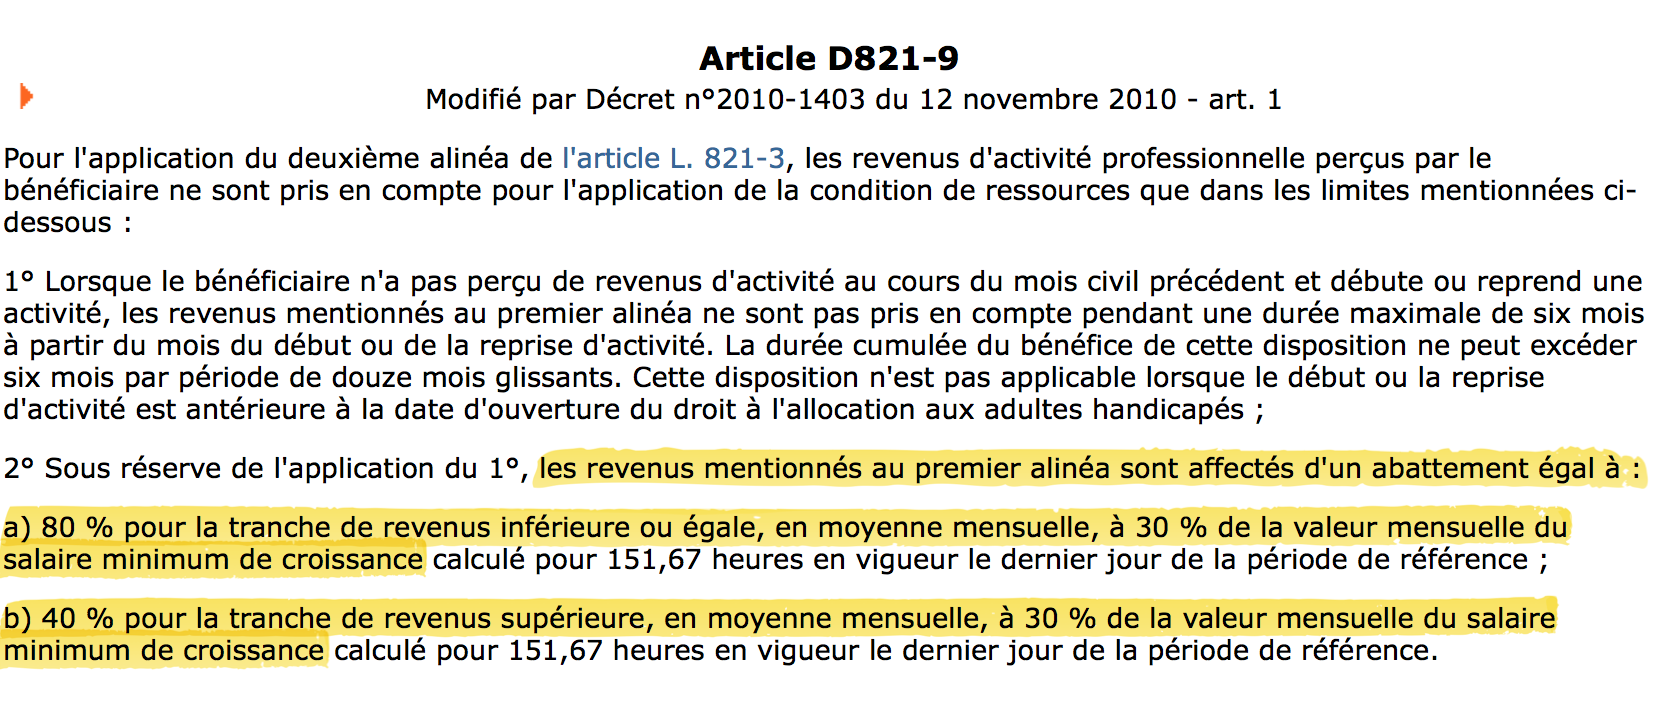 Article D821-9
Modifié par Décret n°2010-1403 du 12 novembre 2010 - art. 1
Pour l'application du deuxième alinéa de l'article L. 821-3, les revenus d'activité professionnelle perçus par le
bénéficiaire ne sont pris en compte pour l'application de la condition de ressources que dans les limites mentionnées ci-
dessous :
1° Lorsque le bénéficiaire n'a pas perçu de revenus d'activité au cours du mois civil précédent et débute ou reprend une
activité, les revenus mentionnés au premier alinéa ne sont pas pris en compte pendant une durée maximale de six mois
à partir du mois du début ou de la reprise d'activité. La durée cumulée du bénéfice de cette disposition ne peut excéder
six mois par période de douze mois glissants. Cette disposition n'est pas applicable lorsque le début ou la reprise
d'activité est antérieure à la date d'ouverture du droit à l'allocation aux adultes handicapés ;
2° Sous réserve de l'application du 1°, les revenus mentionnés au premier alinéa sont affectés d'un abattement égal à :
a) 80 % pour la tranche de revenus inférieure ou égale, en moyenne mensuelle, à 30 % de la valeur mensuelle du
salaire minimum de croissance calculé pour 151,67 heures en vigueur le dernier jour de la période de référence ;
b) 40 % pour la tranche de revenus supérieure, en moyenne mensuelle, à 30 % de la valeur mensuelle du salaire
minimum de croissance calculé pour 151,67 heures en vigueur le dernier jour de la période de référence.